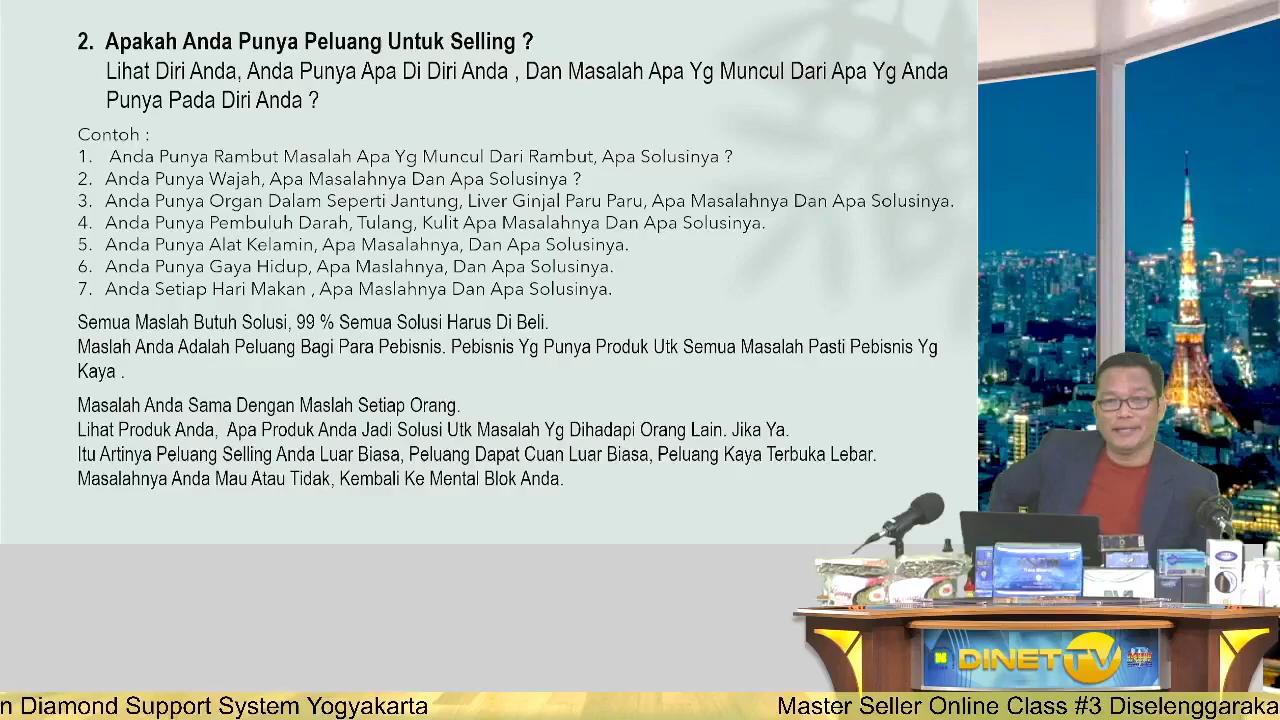 2. Apakah Anda Punya Peluang Untuk Selling ?
Lihat Diri Anda, Anda Punya Apa Di Diri Anda , Dan Masalah Apa Yg Muncul Dari Apa Yg Anda
Punya Pada Diri Anda ?
Contoh :
1. Anda Punya Rambut Masalah Apa Yg Muncul Dari Rambut, Apa Solusinya ?
2. Anda Punya Wajah, Apa Masalahnya Dan Apa Solusinya ?
3. Anda Punya Organ Dalam Seperti Jantung, Liver Ginjal Paru Paru, Apa Masalahnya Dan Apa Solusinya.
4. Anda Punya Pembuluh Darah, Tulang, Kulit Apa Masalahnya Dan Apa Solusinya.
5. Anda Punya Alat Kelamin, Apa Masalahnya, Dan Apa Solusinya.
6. Anda Punya Gaya Hidup, Apa Maslahnya, Dan Apa Solusinya.
7. Anda Setiap Hari Makan , Apa Maslahnya Dan Apa Solusinya.
Semua Maslah Butuh Solusi, 99 % Semua Solusi Harus Di Beli.
Maslah Anda Adalah Peluang Bagi Para Pebisnis. Pebisnis Yg Punya Produk Utk Semua Masalah Pasti Pebisnis Yg
Kaya .
Masalah Anda Sama Dengan Maslah Setiap Orang.
Lihat Produk Anda, Apa Produk Anda Jadi Solusi Utk Masalah Yg Dihadapi Orang Lain. Jika Ya.
Itu Artinya Peluang Selling Anda Luar Biasa, Peluang Dapat Cuan Luar Biasa, Peluang Kaya Terbuka Lebar.
Masalahnya Anda Mau Atau Tidak, Kembali Ke Mental Blok Anda.
DINET TV
n Diamond Support System Yogyakarta
Master Seller Online Class #3 Diselenggaraka